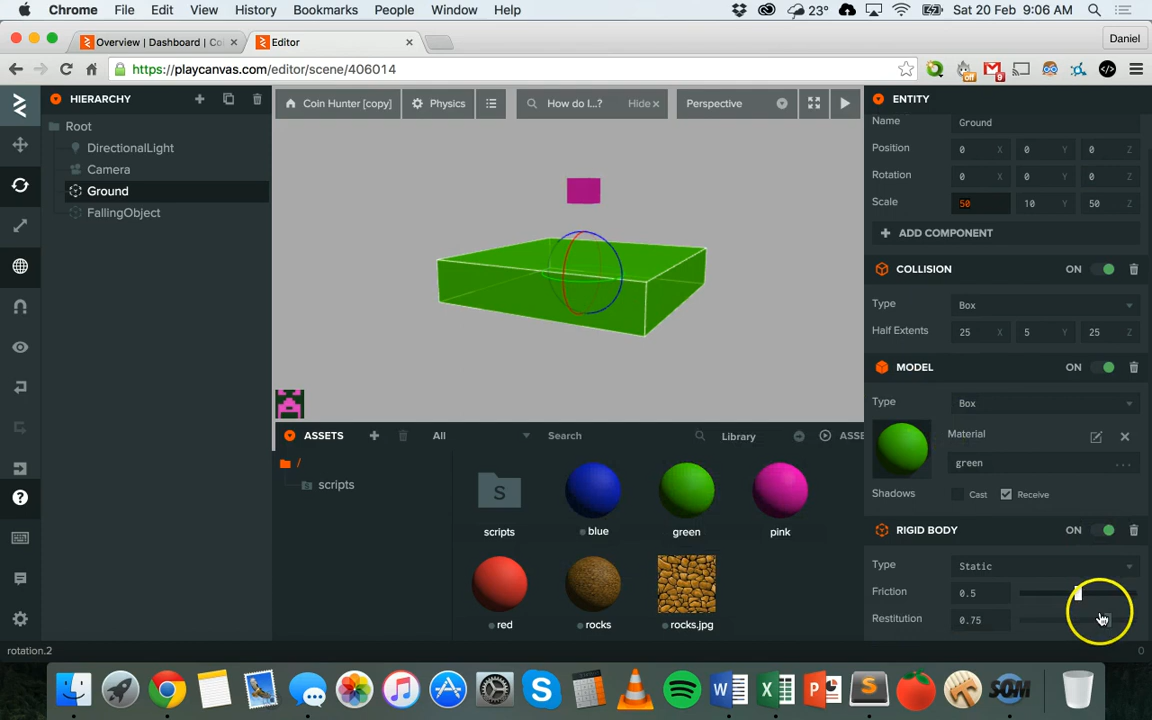 Chrome File Edit View History Bookmarks People Window Help 23° Sat 20 Feb 9:06 AM
Overview | Dashboard | Co Editor Daniel
https://playcanvas.com/editor/scene/406014
HIERARCHY
Coin Hunter [copy] Physics How do I...? Hide Perspective
ENTITY
Root
DirectionalLight
Camera
Ground
FallingObject
Name Ground
Position 0 X 0 Y 0 Z
Rotation 0 X 0 Y 0 Z
Scale 50 10 Y 50 Z
ADD COMPONENT
COLLISION ON
Type Box
Half Extents 25 X 5 Y 25 Z
MODEL ON
Type Box
Material
green ...
Shadows Cast Receive
RIGID BODY ON
Type Static
Friction 0.5
Restitution 0.75
ASSETS All Search Library ASSE
/
scripts
S
scripts blue green pink
red rocks rocks.jpg
rotation.2 0
9
off
S W X P S SOM